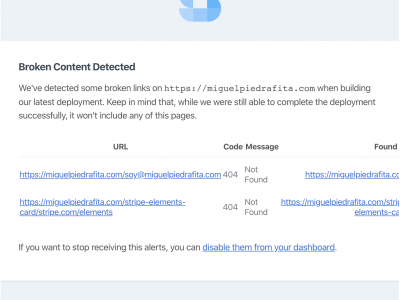 Broken Content Detected
We've detected some broken links on https://miguelpiedrafita.com when building
our latest deployment. Keep in mind that, while we were still able to complete the deployment
successfully, it won't include any of this pages.
URL Code Message Found
https://miguelpiedrafita.com/soy@miguelpiedrafita.com 404 Not Found https://miguelpiedrafita.co
https://miguelpiedrafita.com/stripe-elements-card/stripe.com/elements 404 Not Found https://miguelpiedrafita.com/strip
elements-ca
If you want to stop receiving this alerts, you can disable them from your dashboard.